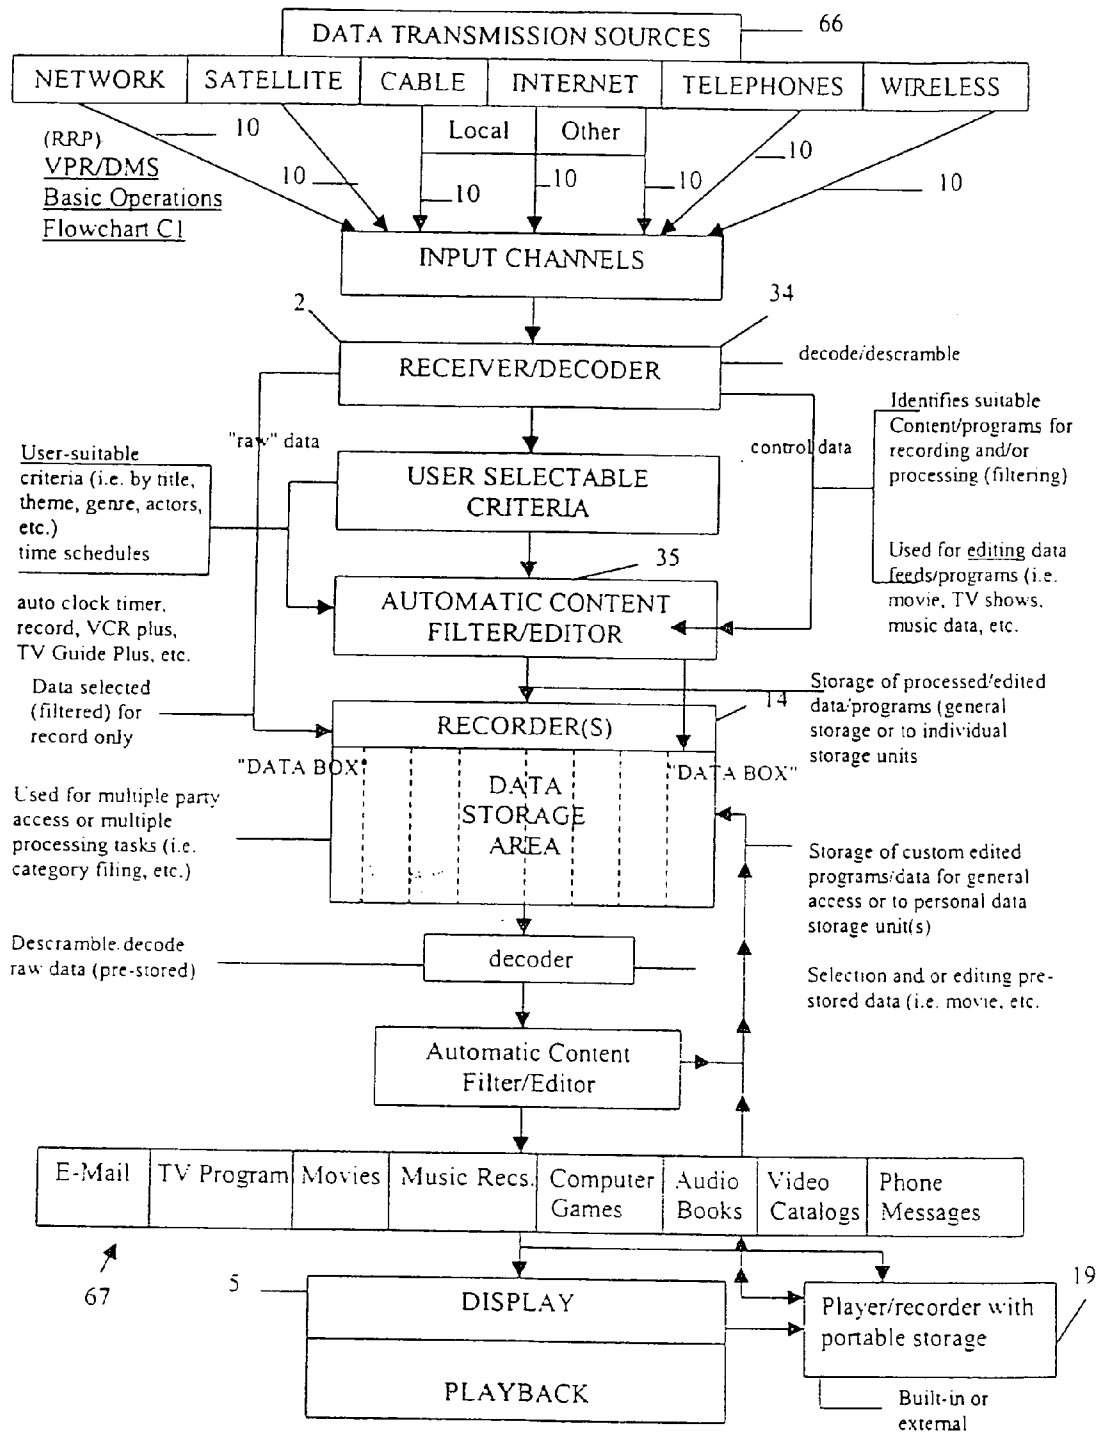 DATA TRANSMISSION SOURCES
66
NETWORK
SATELLITE
CABLE
INTERNET
TELEPHONES
WIRELESS
Local
Other
10
10
10
10
10
10
10
(RRP)
VPR/DMS
Basic Operations
Flowchart C1
INPUT CHANNELS
2
34
RECEIVER/DECODER
decode/descramble
"raw" data
control data
Identifies suitable
Content/programs for
recording and/or
processing (filtering)
User-suitable
criteria (i.e. by title,
theme, genre, actors,
etc.)
time schedules
USER SELECTABLE
CRITERIA
35
Used for editing data
feeds/programs (i.e.
movie, TV shows,
music data, etc.
AUTOMATIC CONTENT
FILTER/EDITOR
auto clock timer,
record, VCR plus,
TV Guide Plus, etc.
Data selected
(filtered) for
record only
14
Storage of processed/edited
data/programs (general
storage or to individual
storage units
RECORDER(S)
"DATA BOX"
"DATA BOX"
DATA
STORAGE
AREA
Used for multiple party
access or multiple
processing tasks (i.e.
category filing, etc.)
Storage of custom edited
programs/data for general
access or to personal data
storage unit(s)
Descramble.decode
raw data (pre-stored)
decoder
Selection and or editing pre-
stored data (i.e. movie, etc.
Automatic Content
Filter/Editor
E-Mail
TV Program
Movies
Music Recs.
Computer
Games
Audio
Books
Video
Catalogs
Phone
Messages
67
5
DISPLAY
PLAYBACK
19
Player/recorder with
portable storage
Built-in or
external